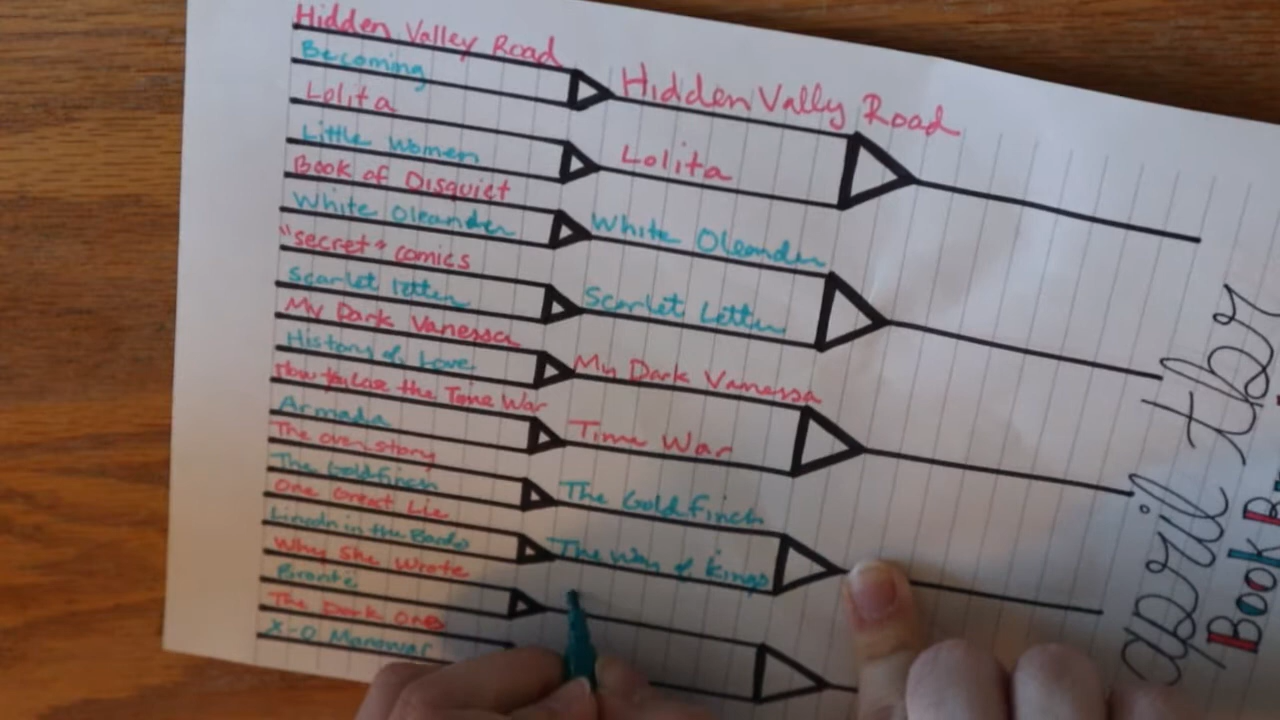 Hidden Valley Road
Becoming
Lolita
Little Women
Book of Disquiet
White Oleander
"secret" comics
Scarlet letter
My Dark Vanessa
History of Love
How to Lose the Time War
Armada
The over story
The Goldfinch
One Great Lie
Lincoln in the Bardo
Why She Wrote
Brontë
The Dark One
X-O Manowar
Hidden Vally Road
Lolita
White Oleander
Scarlet Letter
My Dark Vanessa
Time War
The Goldfinch
The Way of Kings
april tbr
Book